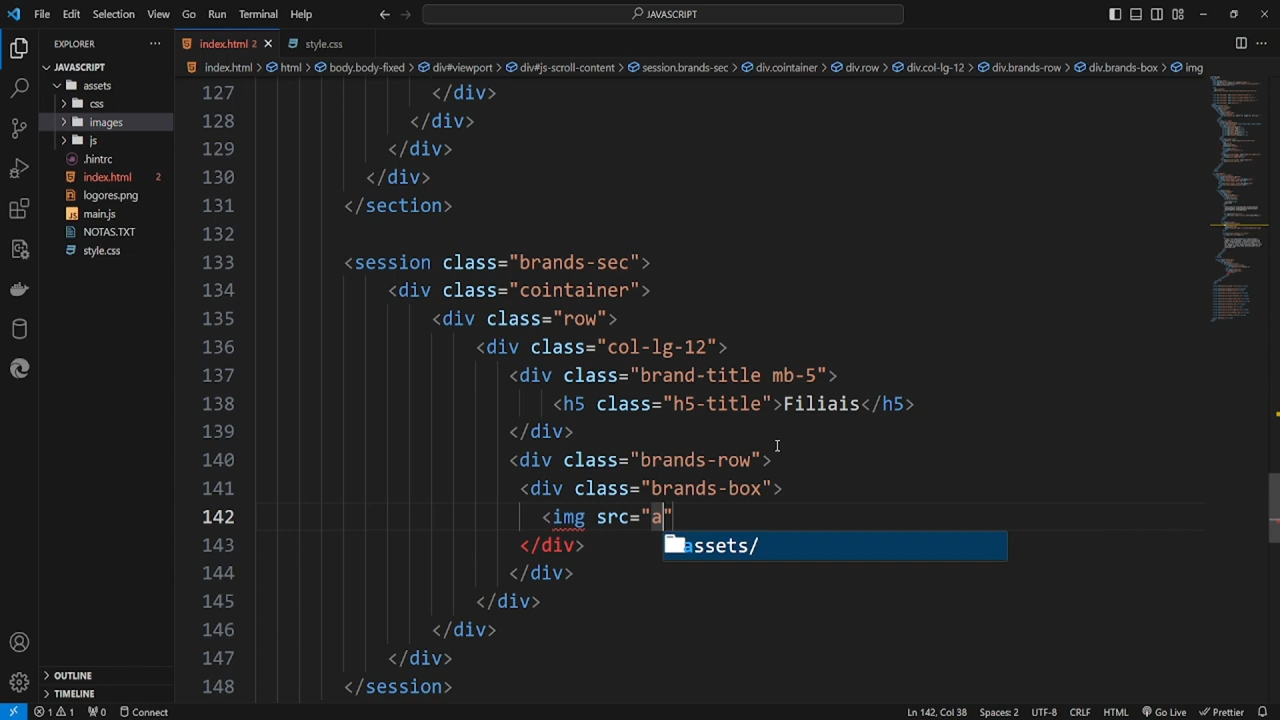 File Edit Selection View Go Run Terminal Help
JAVASCRIPT
EXPLORER
JAVASCRIPT
assets
css
images
js
.hintrc
index.html 2
logores.png
main.js
NOTAS.TXT
style.css
OUTLINE
TIMELINE
index.html 2
style.css
index.html html body.body-fixed div#viewport div#js-scroll-content session.brands-sec div.cointainer div.row div.col-lg-12 div.brands-row div.brands-box img
127 </div>
128 </div>
129 </div>
130 </div>
131 </section>
132
133 <session class="brands-sec">
134 <div class="cointainer">
135 <div class="row">
136 <div class="col-lg-12">
137 <div class="brand-title mb-5">
138 <h5 class="h5-title">Filiais</h5>
139 </div>
140 <div class="brands-row">
141 <div class="brands-box">
142 <img src="a"
143 </div>
assets/
144 </div>
145 </div>
146 </div>
147 </div>
148 </session>
1 1 0 Connect
Ln 142, Col 38 Spaces: 2 UTF-8 CRLF HTML Go Live Prettier